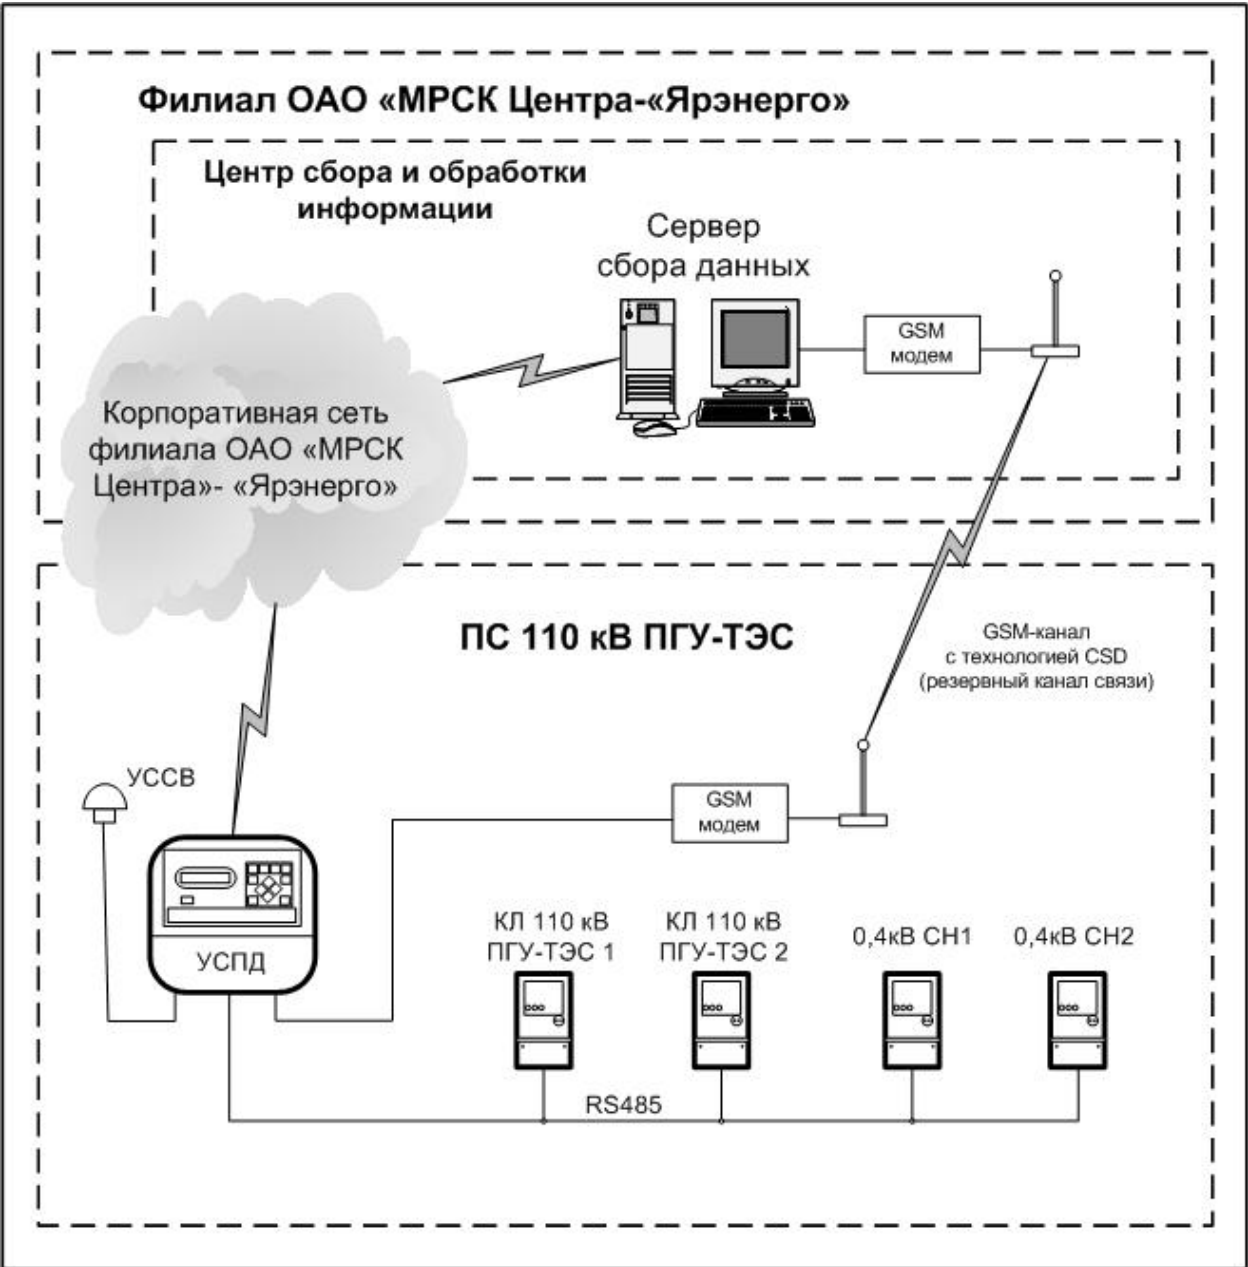 Филиал ОАО «МРСК Центра-«Ярэнерго»
Центр сбора и обработки
информации
Сервер
сбора данных
GSM
модем
Корпоративная сеть
филиала ОАО «МРСК
Центра»- «Ярэнерго»
ПС 110 кВ ПГУ-ТЭС
GSM-канал
с технологией CSD
(резервный канал связи)
УССВ
GSM
модем
УСПД
КЛ 110 кВ
ПГУ-ТЭС 1
КЛ 110 кВ
ПГУ-ТЭС 2
0,4кВ СН1
0,4кВ СН2
RS485